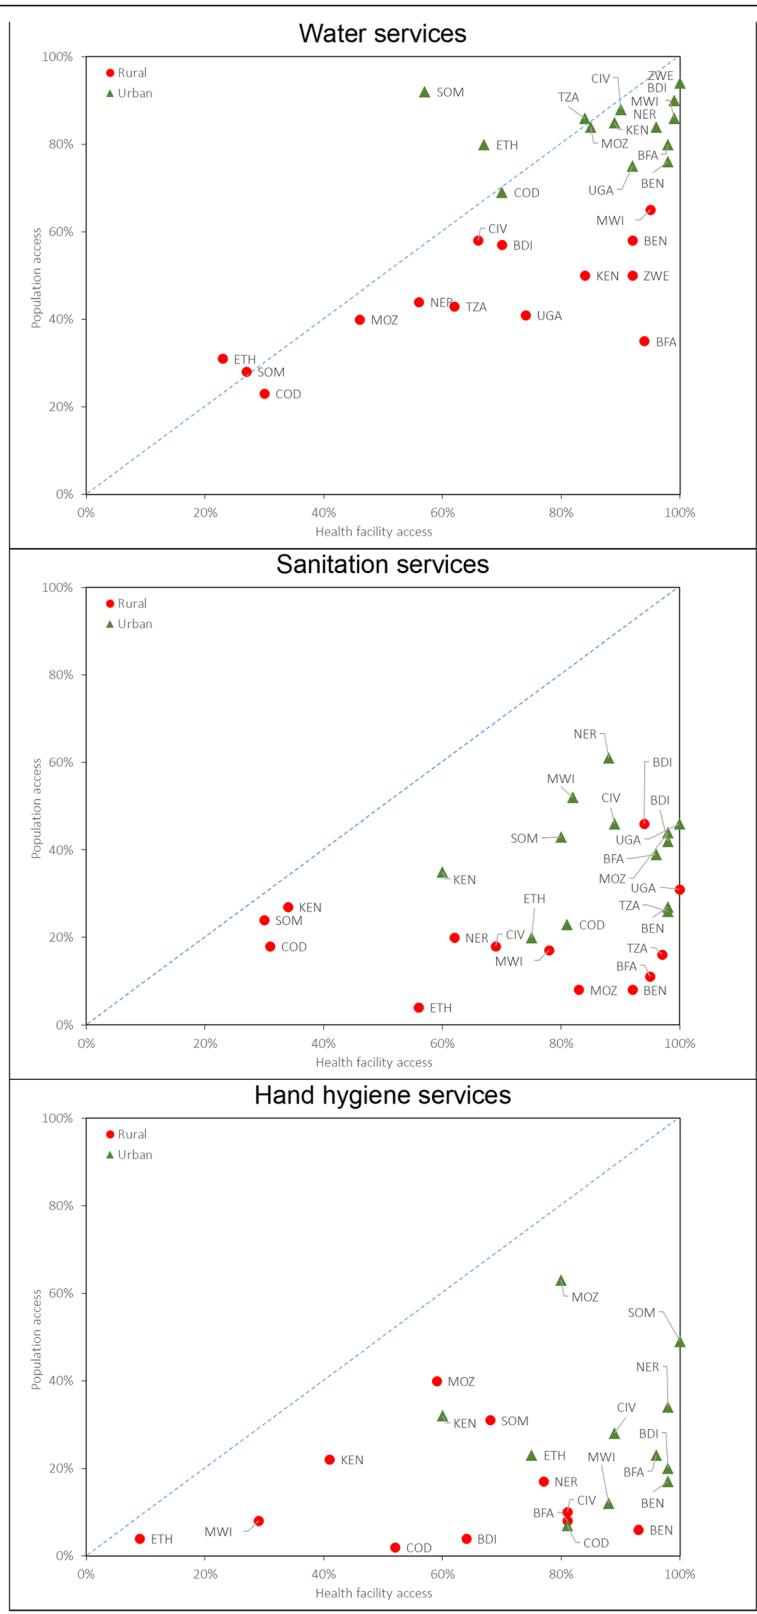 Water services
100%
Rural
Urban
ZWE
CIV
BDI
SOM
TZA
MWI
NER
KEN
80%
ETH
MOZ
BFA
BEN
UGA
COD
MWI
60%
CIV
BDI
BEN
KEN
ZWE
NER
TZA
40%
MOZ
UGA
BFA
ETH
SOM
COD
20%
0%
Population access
0%
20%
40%
60%
80%
100%
Health facility access
Sanitation services
100%
Rural
Urban
80%
NER
BDI
60%
MWI
CIV
BDI
SOM
UGA
40%
BFA
MOZ
KEN
UGA
ETH
TZA
KEN
SOM
COD
BEN
20%
NER
CIV
COD
TZA
MWI
BFA
MOZ
BEN
ETH
0%
Population access
0%
20%
40%
60%
80%
100%
Health facility access
Hand hygiene services
100%
Rural
Urban
80%
60%
MOZ
SOM
NER
40%
MOZ
CIV
KEN
SOM
BDI
KEN
ETH
MWI
20%
BFA
NER
CIV
BEN
BFA
MWI
ETH
BDI
BEN
COD
COD
0%
Population access
0%
20%
40%
60%
80%
100%
Health facility access